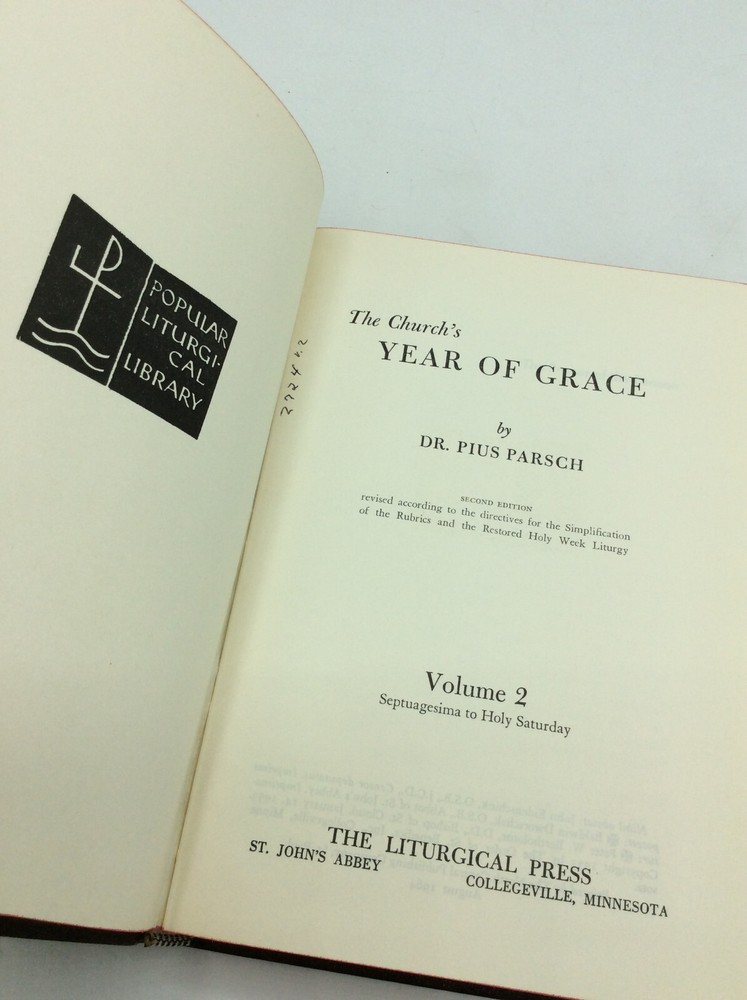 POPULAR
LITURGI·
CAL
LIBRARY
2724 v.2
The Church's
YEAR OF GRACE
by
DR. PIUS PARSCH
SECOND EDITION
revised according to the directives for the Simplification
of the Rubrics and the Restored Holy Week Liturgy
Volume 2
Septuagesima to Holy Saturday
THE LITURGICAL PRESS
ST. JOHN'S ABBEY
COLLEGEVILLE, MINNESOTA